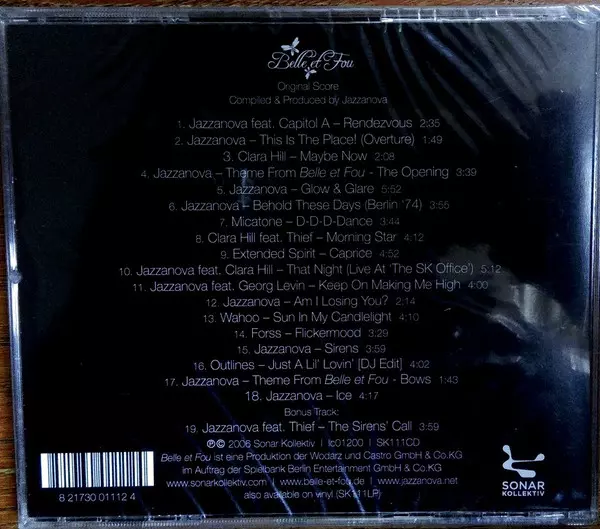 Belle et Fou
Original Score
Compiled & Produced by Jazzanova
1. Jazzanova feat. Capitol A – Rendezvous 2:35
2. Jazzanova – This Is The Place! (Overture) 1:49
3. Clara Hill – Maybe Now 2:08
4. Jazzanova – Theme From Belle et Fou - The Opening 3:39
5. Jazzanova – Glow & Glare 5:52
6. Jazzanova – Behold These Days (Berlin ‘74) 3:55
7. Micatone – D-D-D-Dance 3:44
8. Clara Hill feat. Thief – Morning Star 4:12
9. Extended Spirit – Caprice 4:52
10. Jazzanova feat. Clara Hill – That Night (Live At ‘The SK Office’) 5:12
11. Jazzanova feat. Georg Levin – Keep On Making Me High 4:00
12. Jazzanova – Am I Losing You? 2:14
13. Wahoo – Sun In My Candlelight 4:10
14. Forss – Flickermood 3:29
15. Jazzanova – Sirens 3:59
16. Outlines – Just A Lil’ Lovin’ [DJ Edit] 4:02
17. Jazzanova – Theme From Belle et Fou - Bows 1:43
18. Jazzanova – Ice 4:17
Bonus Track:
19. Jazzanova feat. Thief – The Sirens’ Call 3:59
℗© 2006 Sonar Kollektiv | lc01200 | SK111CD
Belle et Fou ist eine Produktion der Wodarz und Castro GmbH & Co.KG
im Auftrag der Spielbank Berlin Entertainment GmbH & Co.KG
www.sonarkollektiv.com | www.belle-et-fou.de | www.jazzanova.net
also available on vinyl (SK111LP)
8 21730 01112 4
SONAR
KOLLEKTIV